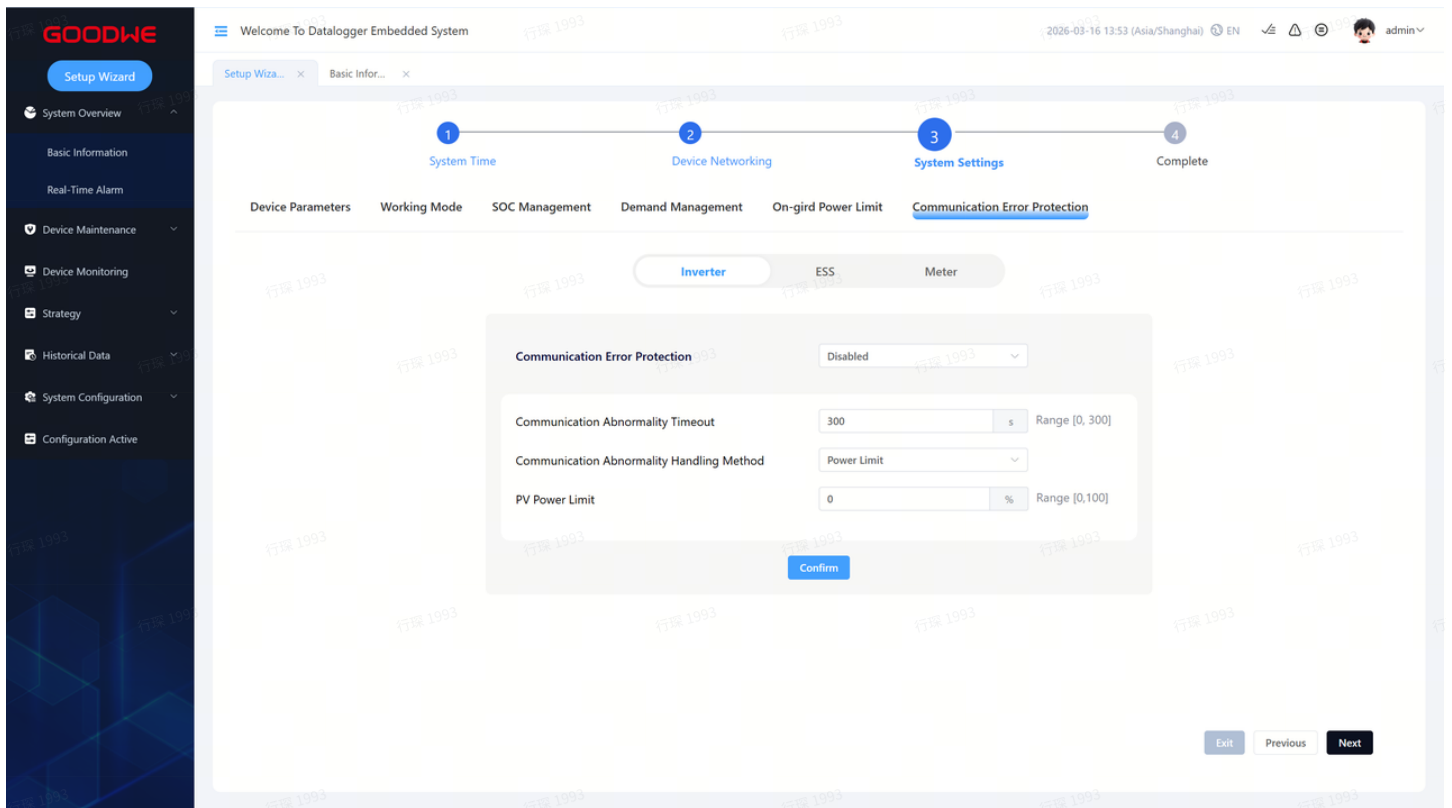 GOODWE
Welcome To Datalogger Embedded System
2026-03-16 13:53 (Asia/Shanghai) EN
admin
Setup Wizard
Setup Wiza... ×
Basic Infor... ×
System Overview
Basic Information
Real-Time Alarm
Device Maintenance
Device Monitoring
Strategy
Historical Data
System Configuration
Configuration Active
1
2
3
4
System Time
Device Networking
System Settings
Complete
Device Parameters
Working Mode
SOC Management
Demand Management
On-gird Power Limit
Communication Error Protection
Inverter
ESS
Meter
Communication Error Protection
Disabled
Communication Abnormality Timeout
300
s
Range [0, 300]
Communication Abnormality Handling Method
Power Limit
PV Power Limit
0
%
Range [0,100]
Confirm
Exit
Previous
Next
行琛 1993